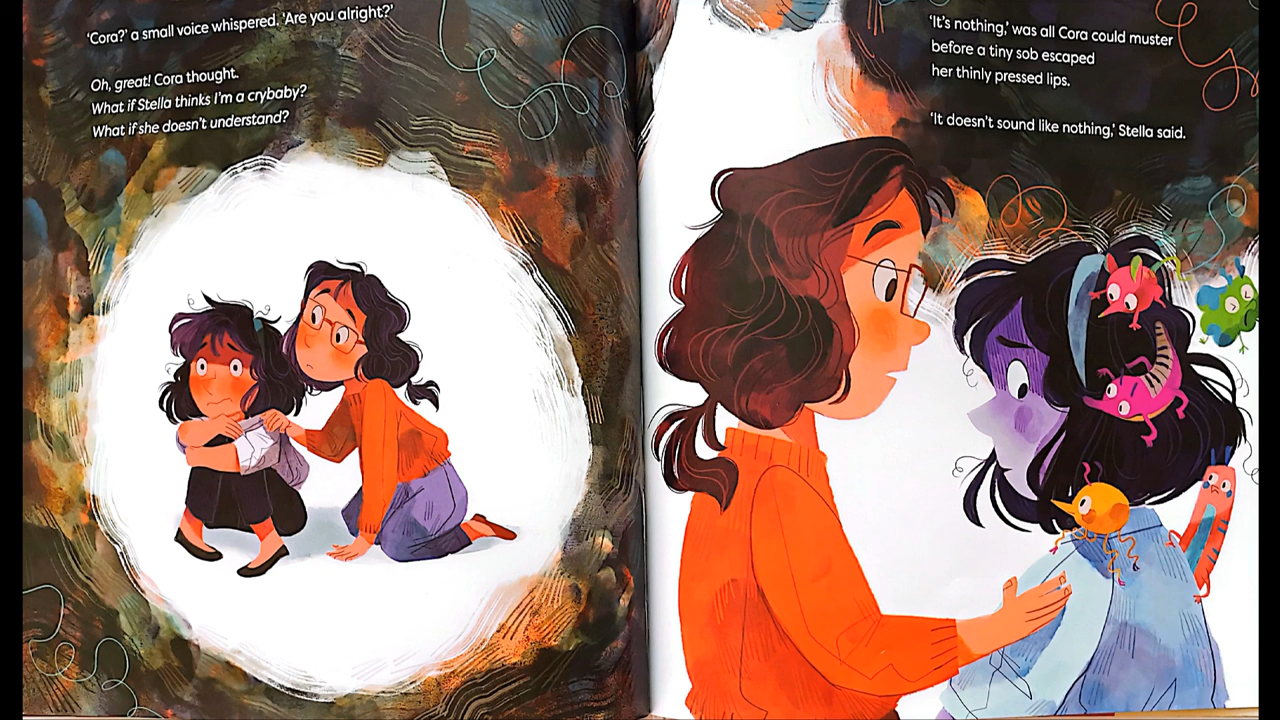 ‘Cora?’ a small voice whispered. ‘Are you alright?’
Oh, great! Cora thought.
What if Stella thinks I’m a crybaby?
What if she doesn’t understand?
‘It’s nothing,’ was all Cora could muster
before a tiny sob escaped
her thinly pressed lips.
‘It doesn’t sound like nothing,’ Stella said.